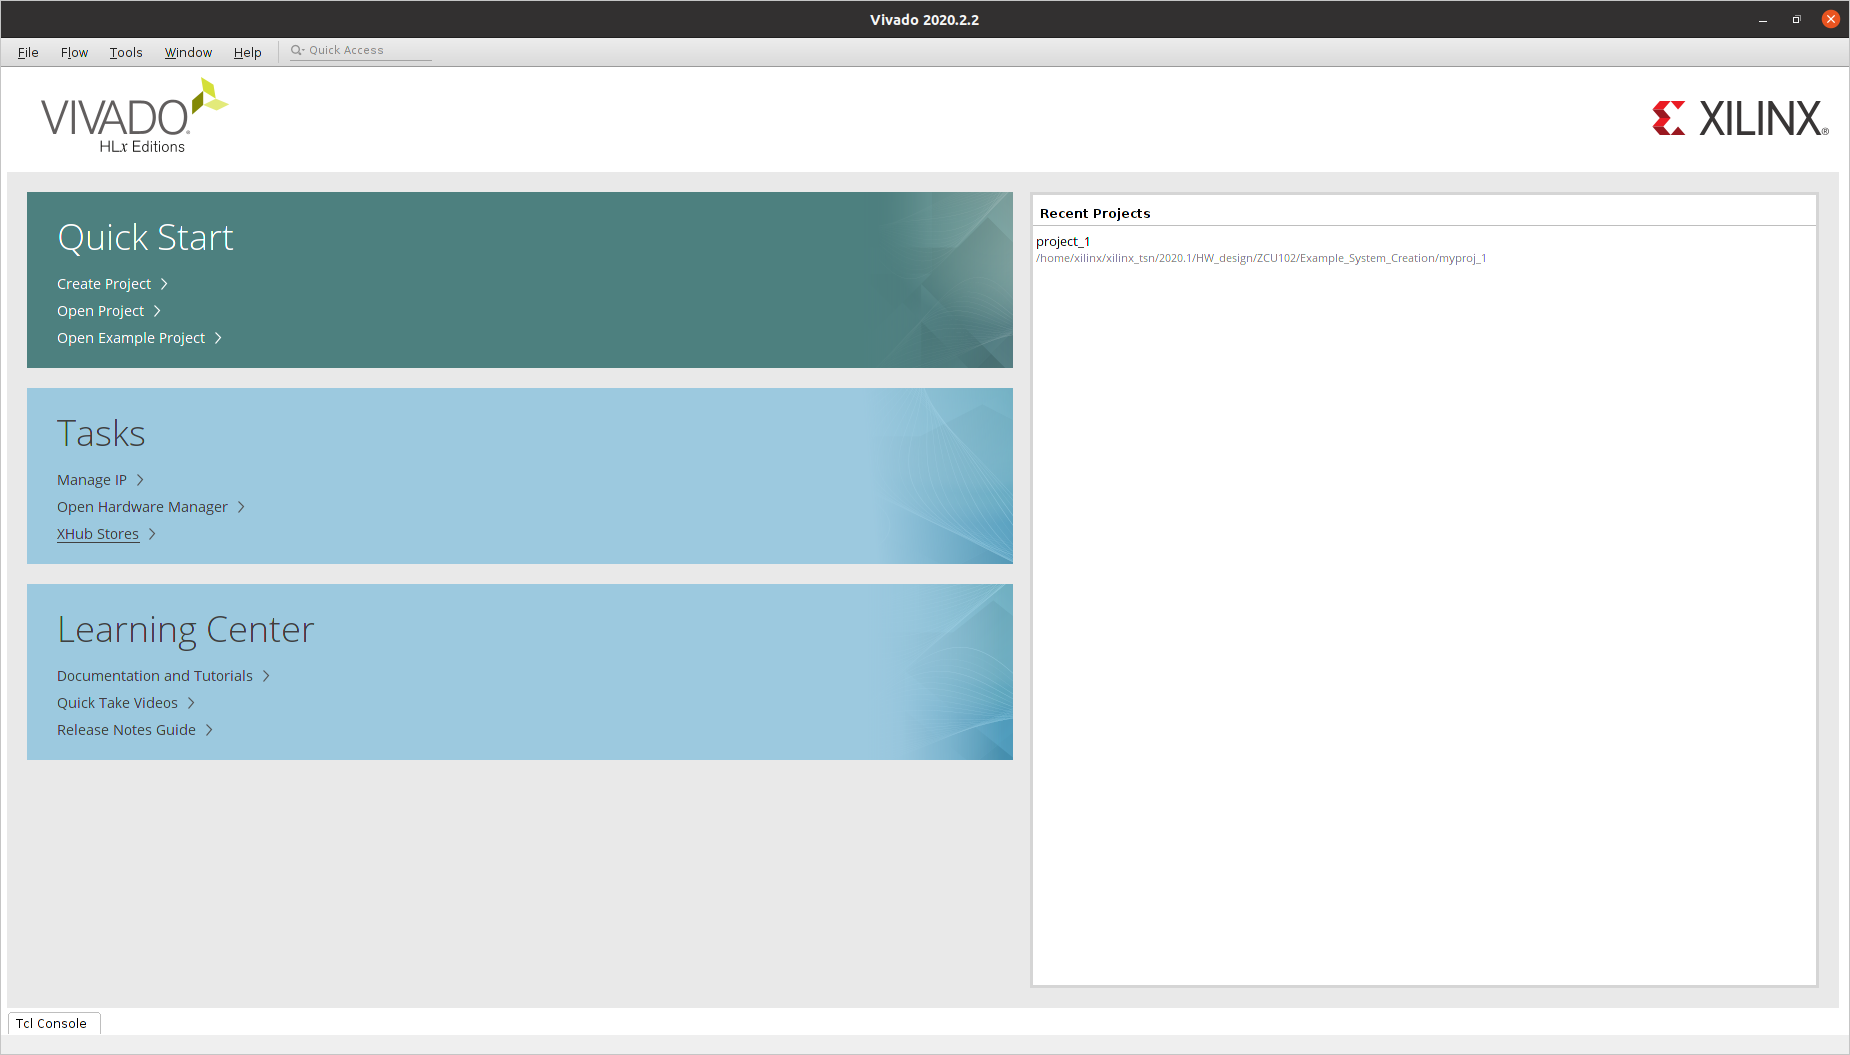 Vivado 2020.2.2
File Flow Tools Window Help Quick Access
VIVADO®
HLx Editions
XILINX®
Quick Start
Create Project
Open Project
Open Example Project
Tasks
Manage IP
Open Hardware Manager
XHub Stores
Learning Center
Documentation and Tutorials
Quick Take Videos
Release Notes Guide
Recent Projects
project_1
/home/xilinx/xilinx_tsn/2020.1/HW_design/ZCU102/Example_System_Creation/myproj_1
Tcl Console